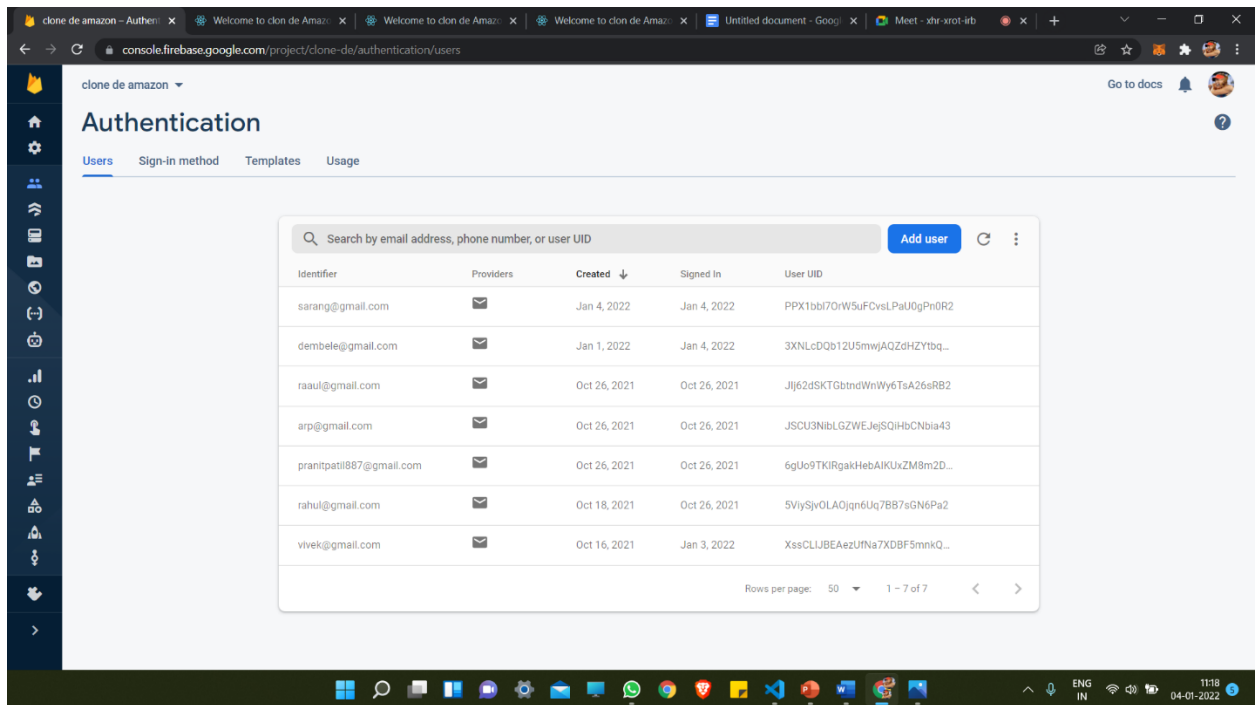 clone de amazon – Authent
Welcome to clon de Amazo
Welcome to clon de Amazo
Welcome to clon de Amazo
Untitled document - Googl
Meet - xhr-xrot-irb
console.firebase.google.com/project/clone-de/authentication/users
clone de amazon
Go to docs
Authentication
Users Sign-in method Templates Usage
Search by email address, phone number, or user UID
Add user
Identifier Providers Created Signed In User UID
sarang@gmail.com Jan 4, 2022 Jan 4, 2022 PPX1bbl7OrW5uFCvsLPaU0gPn0R2
dembele@gmail.com Jan 1, 2022 Jan 4, 2022 3XNLcDQb12U5mwjAQZdHZYtbq...
raaul@gmail.com Oct 26, 2021 Oct 26, 2021 JIj62dSKTGbtndWnWy6TsA26sRB2
arp@gmail.com Oct 26, 2021 Oct 26, 2021 JSCU3NibLGZWEJejSQiHbCNbia43
pranitpatil887@gmail.com Oct 26, 2021 Oct 26, 2021 6gUo9TKIRgakHebAIKUxZM8m2D...
rahul@gmail.com Oct 18, 2021 Oct 26, 2021 5ViySjvOLAOjqn6Uq7BB7sGN6Pa2
vivek@gmail.com Oct 16, 2021 Jan 3, 2022 XssCLIJBEAezUfNa7XDBF5mnkQ...
Rows per page: 50 1 – 7 of 7
ENG
IN
11:18
04-01-2022
5